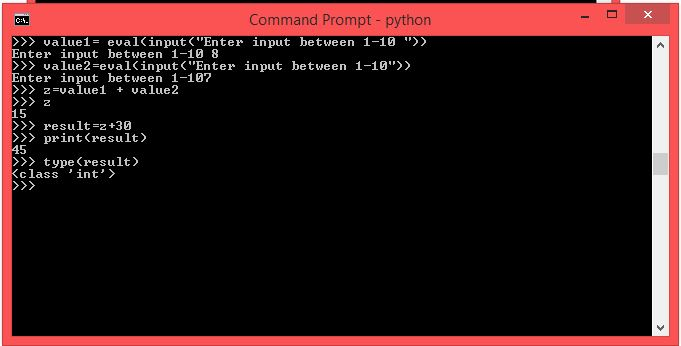 Command Prompt - python
>>> value1= eval(input("Enter input between 1-10 "))
Enter input between 1-10 8
>>> value2=eval(input("Enter input between 1-10"))
Enter input between 1-107
>>> z=value1 + value2
>>> z
15
>>> result=z+30
>>> print(result)
45
>>> type(result)
<class 'int'>
>>>